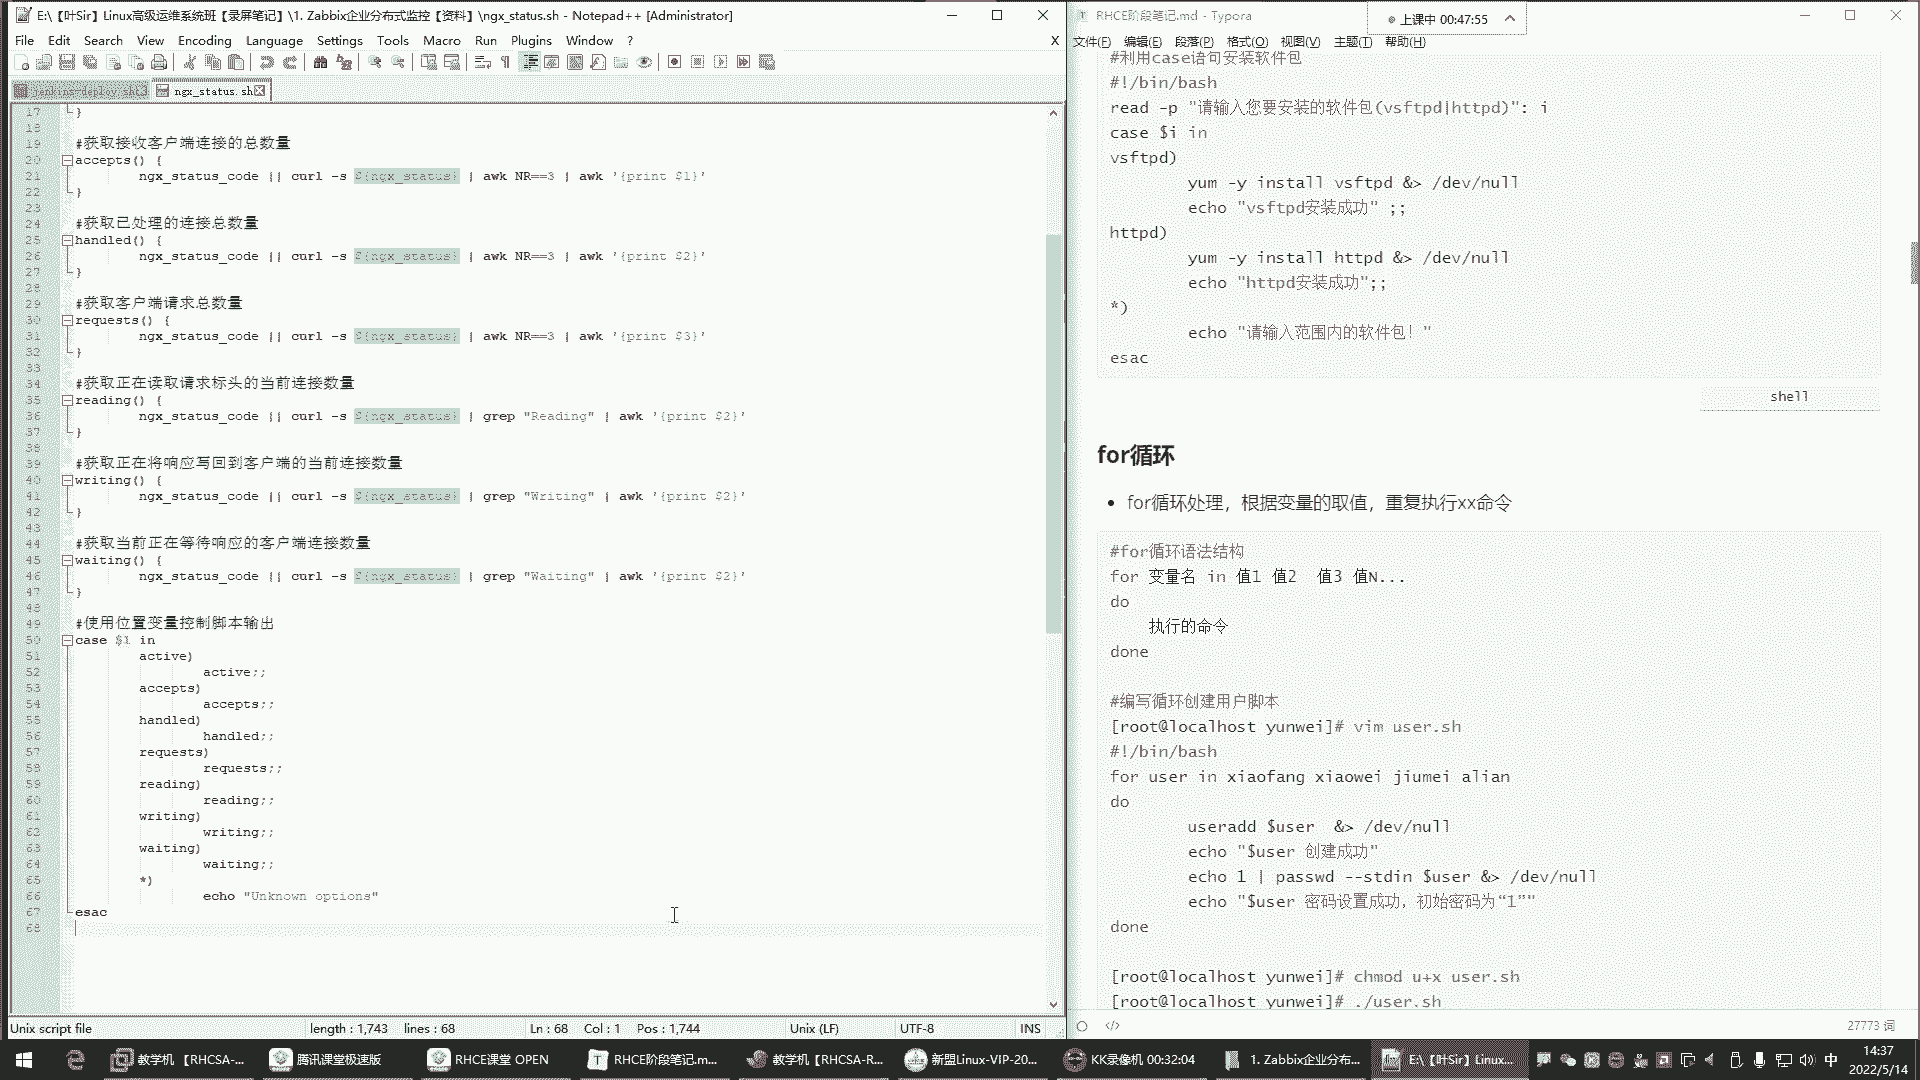 E:\【叶Sir】Linux高级运维系统班【录屏笔记】\1. Zabbix企业分布式监控【资料】\ngx_status.sh - Notepad++ [Administrator]
File Edit Search View Encoding Language Settings Tools Macro Run Plugins Window ? X
jenkins-deploy.sh ngx_status.sh
17 }
18
19 #获取接收客户端连接的总数量
20 accepts() {
21 ngx_status_code || curl -s ${ngx_status} | awk NR==3 | awk '{print $1}'
22 }
23
24 #获取已处理的连接总数量
25 handled() {
26 ngx_status_code || curl -s ${ngx_status} | awk NR==3 | awk '{print $2}'
27 }
28
29 #获取客户端请求总数量
30 requests() {
31 ngx_status_code || curl -s ${ngx_status} | awk NR==3 | awk '{print $3}'
32 }
33
34 #获取正在读取请求标头的当前连接数量
35 reading() {
36 ngx_status_code || curl -s ${ngx_status} | grep "Reading" | awk '{print $2}'
37 }
38
39 #获取正在将响应写回到客户端的当前连接数量
40 writing() {
41 ngx_status_code || curl -s ${ngx_status} | grep "Writing" | awk '{print $2}'
42 }
43
44 #获取当前正在等待响应的客户端连接数量
45 waiting() {
46 ngx_status_code || curl -s ${ngx_status} | grep "Waiting" | awk '{print $2}'
47 }
48
49 #使用位置变量控制脚本输出
50 case $1 in
51 active)
52 active;;
53 accepts)
54 accepts;;
55 handled)
56 handled;;
57 requests)
58 requests;;
59 reading)
60 reading;;
61 writing)
62 writing;;
63 waiting)
64 waiting;;
65 *)
66 echo "Unknown options"
67 esac
68
Unix script file length : 1,743 lines : 68 Ln : 68 Col : 1 Pos : 1,744 Unix (LF) UTF-8 INS
RHCE阶段笔记.md - Typora
上课中 00:47:55
文件(F) 编辑(E) 段落(P) 格式(O) 视图(V) 主题(T) 帮助(H)
#利用case语句安装软件包
#!/bin/bash
read -p "请输入您要安装的软件包(vsftpd|httpd)": i
case $i in
vsftpd)
yum -y install vsftpd &> /dev/null
echo "vsftpd安装成功" ;;
httpd)
yum -y install httpd &> /dev/null
echo "httpd安装成功";;
*)
echo "请输入范围内的软件包！"
esac
shell
for循环
• for循环处理，根据变量的取值，重复执行xx命令
#for循环语法结构
for 变量名 in 值1 值2 值3 值N...
do
执行的命令
done
#编写循环创建用户脚本
[root@localhost yunwei]# vim user.sh
#!/bin/bash
for user in xiaofang xiaowei jiumei alian
do
useradd $user &> /dev/null
echo "$user 创建成功"
echo 1 | passwd --stdin $user &> /dev/null
echo "$user 密码设置成功，初始密码为“1”"
done
[root@localhost yunwei]# chmod u+x user.sh
[root@localhost yunwei]# ./user.sh
</> 27773 词
教学机【RHCSA-... 腾讯课堂极速版 RHCE课堂 OPEN RHCE阶段笔记.m... 教学机【RHCSA-R... 新盟Linux-VIP-20... KK录像机 00:32:04 1. Zabbix企业分布... E:\【叶Sir】Linux... 中 14:37
2022/5/14